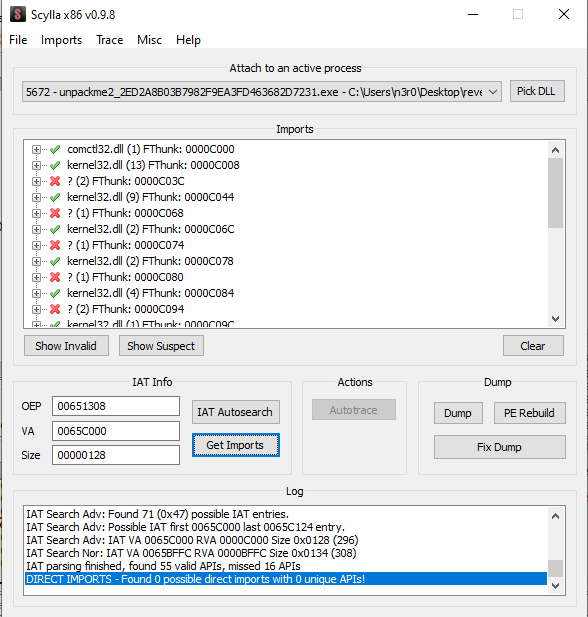 Scylla x86 v0.9.8
File Imports Trace Misc Help
Attach to an active process
5672 - unpackme2_2ED2A8B03B7982F9EA3FD463682D7231.exe - C:\Users\n3r0\Desktop\reve
Pick DLL
Imports
comctl32.dll (1) FThunk: 0000C000
kernel32.dll (13) FThunk: 0000C008
? (2) FThunk: 0000C03C
kernel32.dll (9) FThunk: 0000C044
? (1) FThunk: 0000C068
kernel32.dll (2) FThunk: 0000C06C
? (1) FThunk: 0000C074
kernel32.dll (2) FThunk: 0000C078
? (1) FThunk: 0000C080
kernel32.dll (4) FThunk: 0000C084
? (2) FThunk: 0000C094
kernel32.dll (1) FThunk: 0000C09C
Show Invalid Show Suspect Clear
IAT Info
OEP 00651308
VA 0065C000
Size 00000128
IAT Autosearch
Get Imports
Actions
Autotrace
Dump
Dump PE Rebuild
Fix Dump
Log
IAT Search Adv: Found 71 (0x47) possible IAT entries.
IAT Search Adv: Possible IAT first 0065C000 last 0065C124 entry.
IAT Search Adv: IAT VA 0065C000 RVA 0000C000 Size 0x0128 (296)
IAT Search Nor: IAT VA 0065BFFC RVA 0000BFFC Size 0x0134 (308)
IAT parsing finished, found 55 valid APIs, missed 16 APIs
DIRECT IMPORTS - Found 0 possible direct imports with 0 unique APIs!